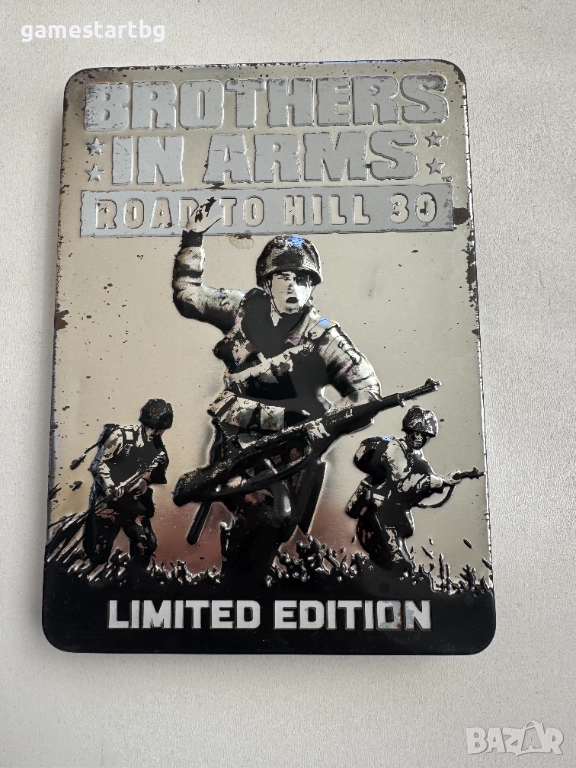 gamestartbg
BROTHERS
IN ARMS
ROAD TO HILL 30
LIMITED EDITION
BAZAR